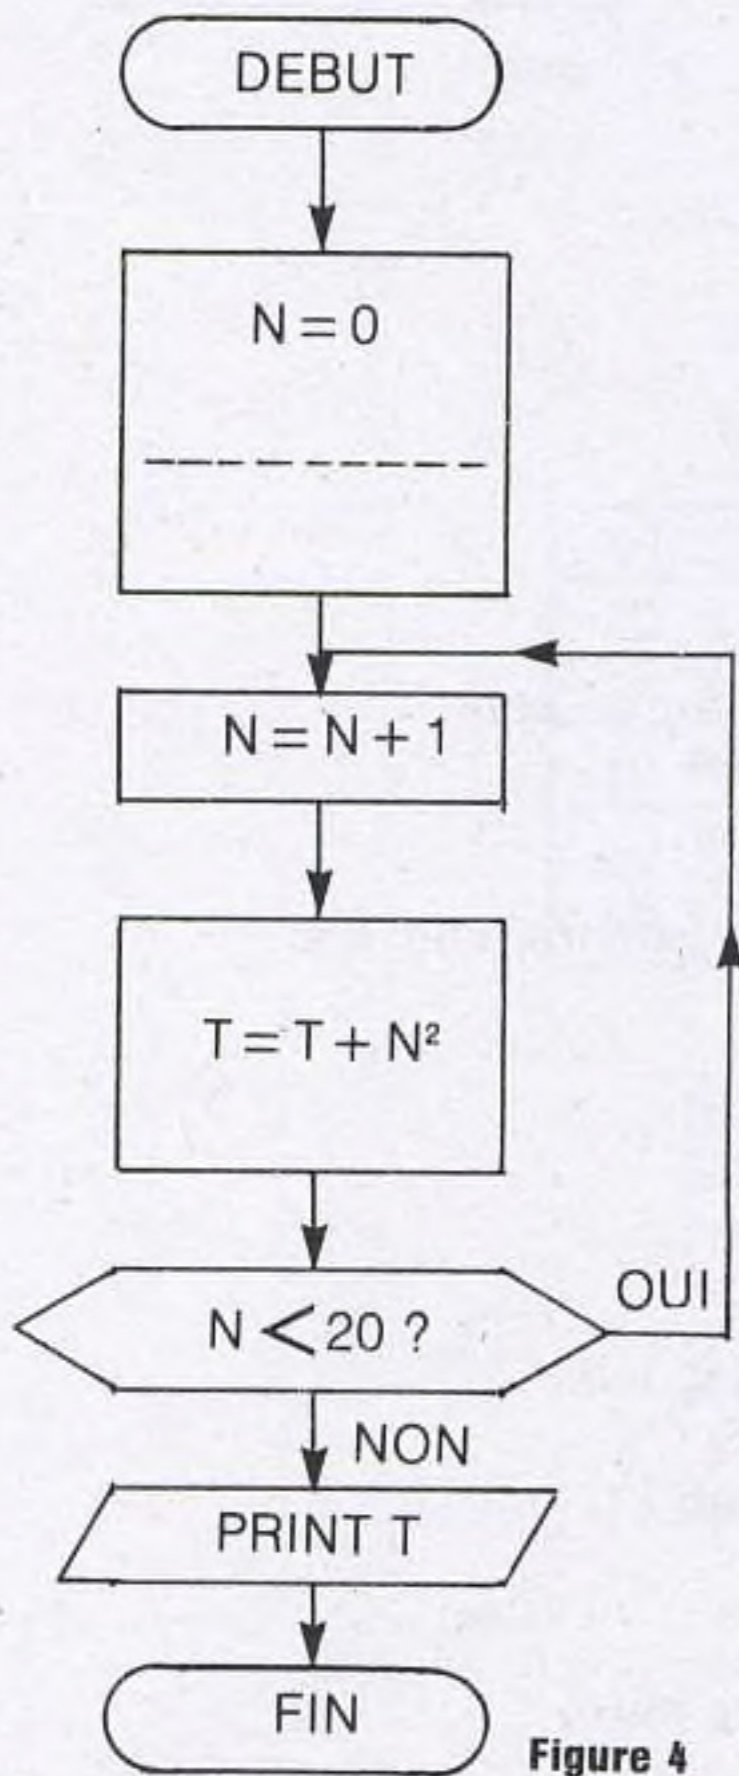 DEBUT
N = 0
N = N + 1
T = T + N²
N < 20 ?
OUI
NON
PRINT T
FIN
Figure 4